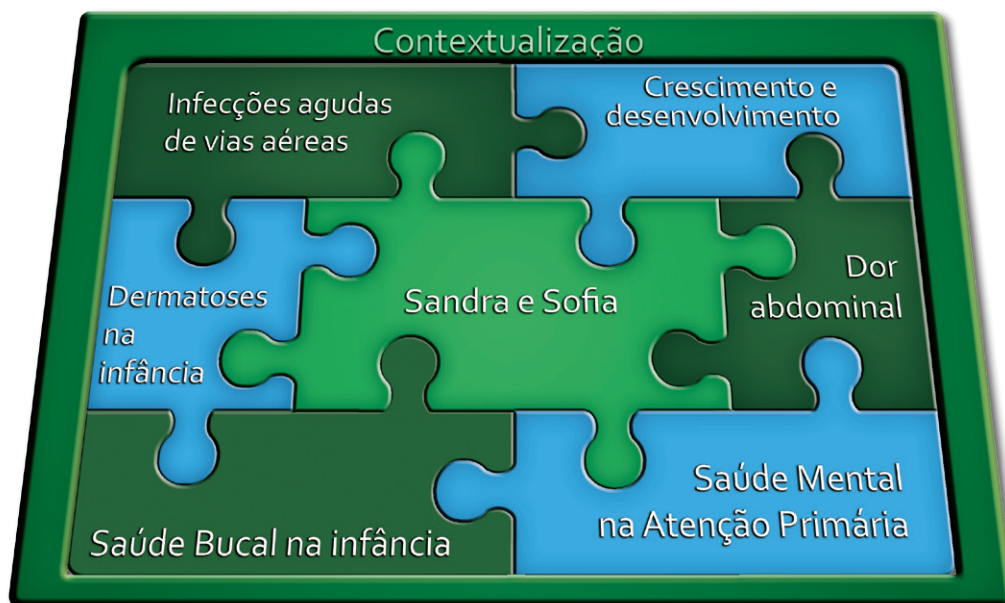 Contextualização
Infecções agudas
de vias aéreas
Crescimento e
desenvolvimento
Dermatoses
na
infância
Sandra e Sofia
Dor
abdominal
Saúde Bucal na infância
Saúde Mental
na Atenção Primária